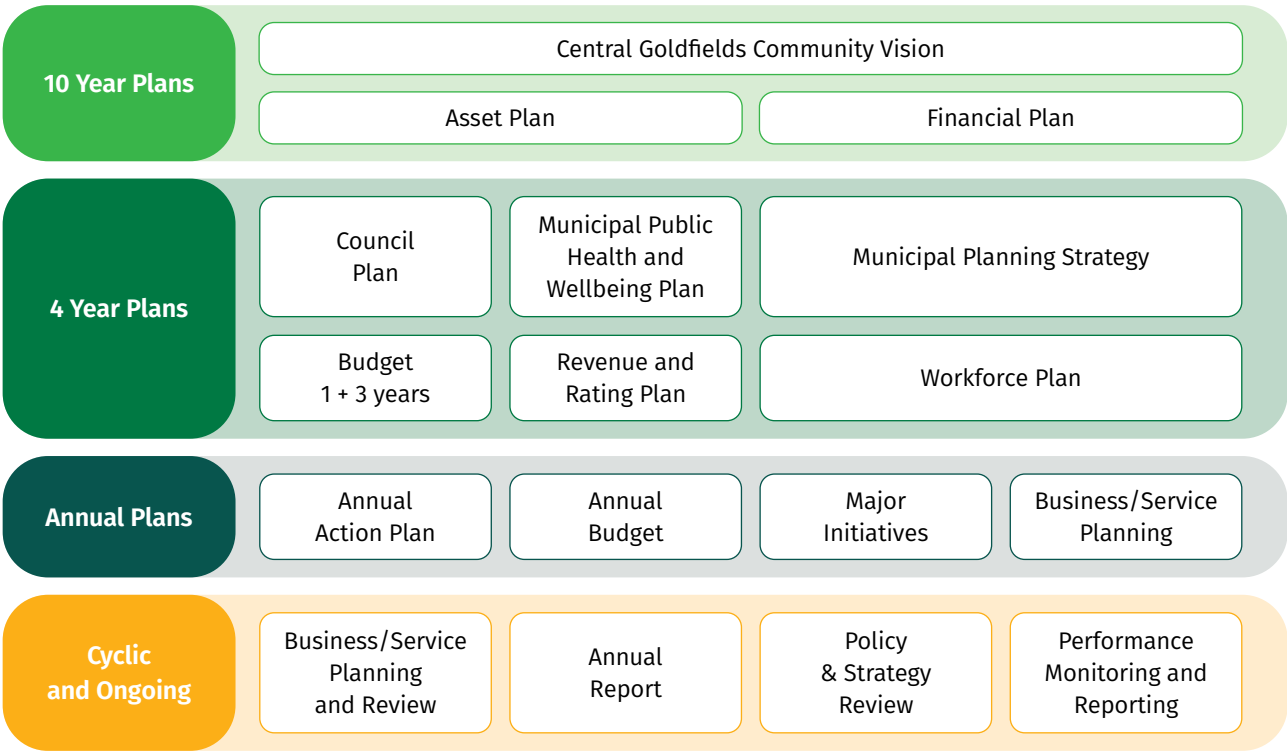 10 Year Plans
Central Goldfields Community Vision
Asset Plan
Financial Plan
4 Year Plans
Council
Plan
Municipal Public
Health and
Wellbeing Plan
Municipal Planning Strategy
Budget
1 + 3 years
Revenue and
Rating Plan
Workforce Plan
Annual Plans
Annual
Action Plan
Annual
Budget
Major
Initiatives
Business/Service
Planning
Cyclic
and Ongoing
Business/Service
Planning
and Review
Annual
Report
Policy
& Strategy
Review
Performance
Monitoring and
Reporting